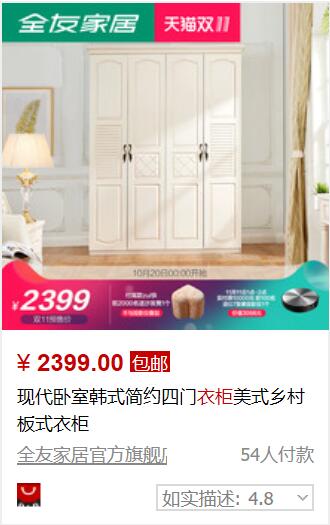 全友家居 天猫双11
10月20日00:00开始
¥2399
双11预售价
¥ 2399.00 包邮
现代卧室韩式简约四门衣柜美式乡村
板式衣柜
全友家居官方旗舰店
54人付款
如实描述: 4.8